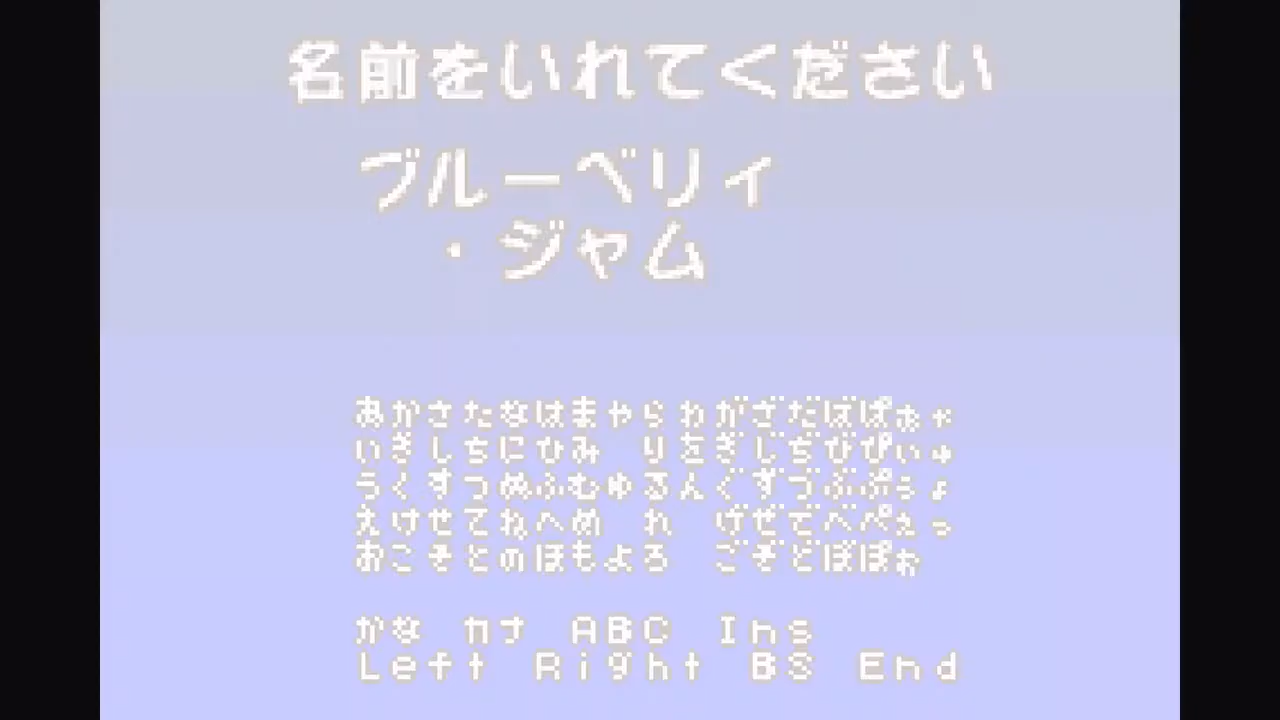 名前をいれてください
ブルーベリィ
・ジャム
あかさたなはまやらわがざだばぱぁゃ
いきしちにひみ りをぎじぢびぴぃゅ
うくすつぬふむゆるんぐずづぶぷぅょ
えけせてねへめ れ げぜでべぺぇっ
おこそとのほもよろ ごぞどぼぽぉ
かな カナ ABC Ins
Left Right BS End